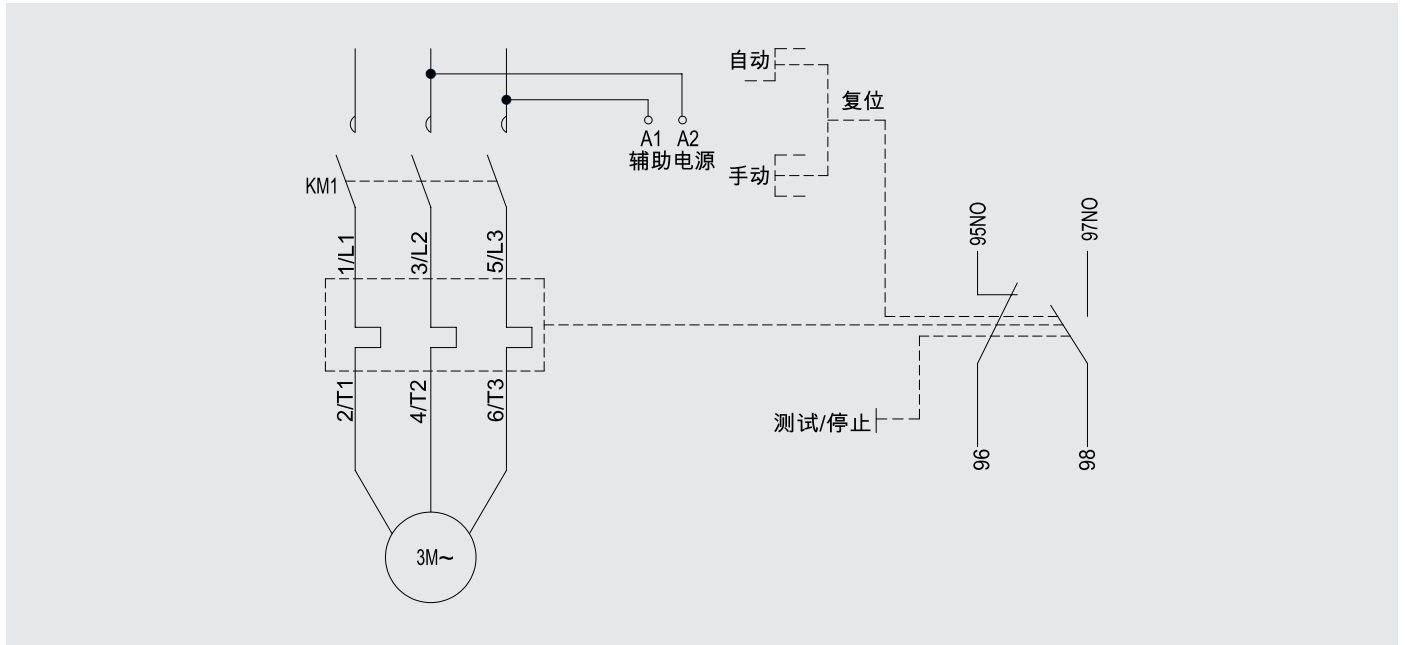 自动
复位
A1 A2
辅助电源
手动
KM1
95NO
97NO
1/L1
3/L2
5/L3
2/T1
4/T2
6/T3
测试/停止
96
98
3M~